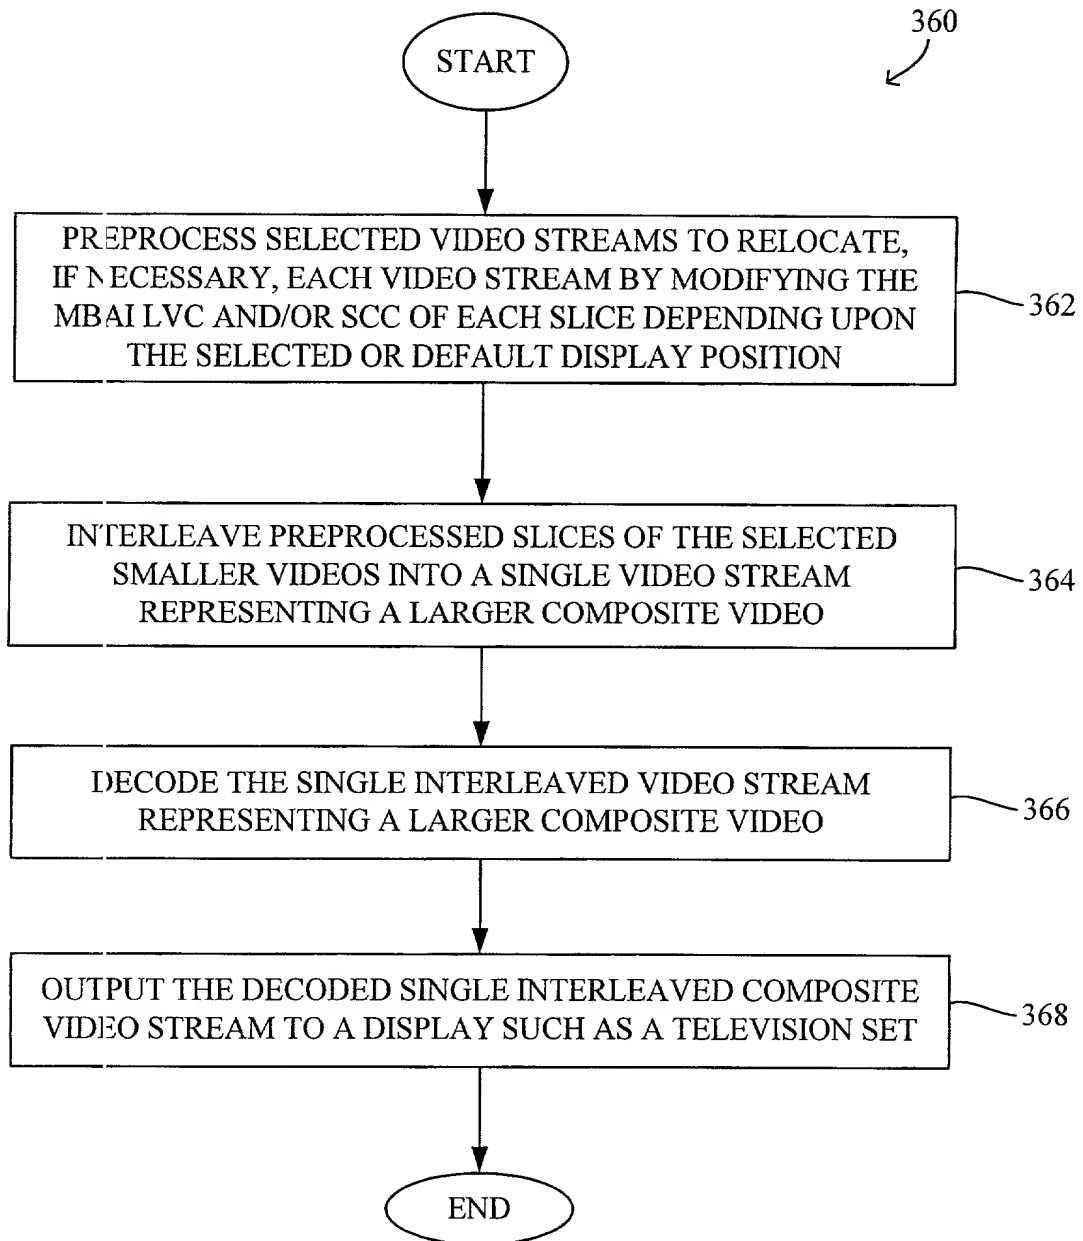 360
START
PREPROCESS SELECTED VIDEO STREAMS TO RELOCATE,
IF NECESSARY, EACH VIDEO STREAM BY MODIFYING THE
MBAI LVC AND/OR SCC OF EACH SLICE DEPENDING UPON
THE SELECTED OR DEFAULT DISPLAY POSITION
362
INTERLEAVE PREPROCESSED SLICES OF THE SELECTED
SMALLER VIDEOS INTO A SINGLE VIDEO STREAM
REPRESENTING A LARGER COMPOSITE VIDEO
364
DECODE THE SINGLE INTERLEAVED VIDEO STREAM
REPRESENTING A LARGER COMPOSITE VIDEO
366
OUTPUT THE DECODED SINGLE INTERLEAVED COMPOSITE
VIDEO STREAM TO A DISPLAY SUCH AS A TELEVISION SET
368
END